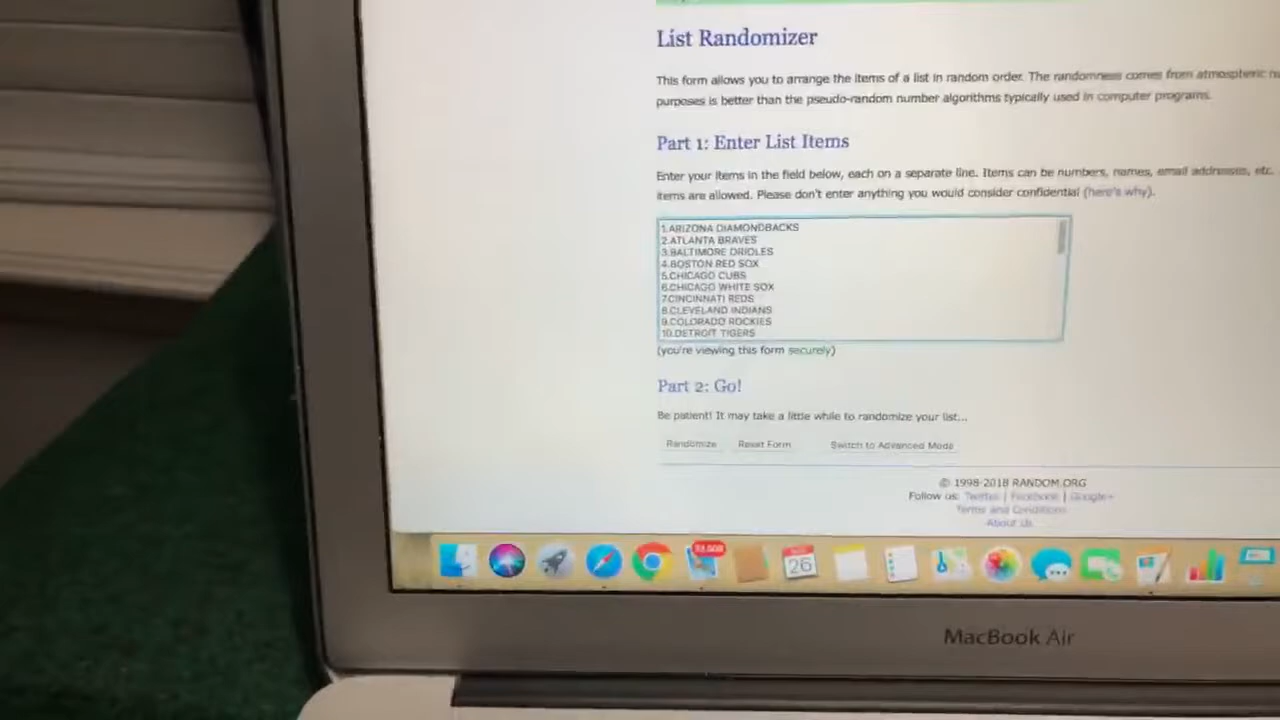 List Randomizer
This form allows you to arrange the items of a list in random order. The randomness comes from atmospheric
purposes is better than the pseudo-random number algorithms typically used in computer programs.
Part 1: Enter List Items
Enter your items in the field below, each on a separate line. Items can be numbers, names, email addresses, etc.
items are allowed. Please don't enter anything you would consider confidential (here's why).
1.ARIZONA DIAMONDBACKS
2.ATLANTA BRAVES
3.BALTIMORE ORIOLES
4.BOSTON RED SOX
5.CHICAGO CUBS
6.CHICAGO WHITE SOX
7.CINCINNATI REDS
8.CLEVELAND INDIANS
9.COLORADO ROCKIES
10.DETROIT TIGERS
(you're viewing this form securely)
Part 2: Go!
Be patient! It may take a little while to randomize your list...
Randomize Reset Form Switch to Advanced Mode
© 1998-2018 RANDOM.ORG
Follow us: Twitter | Facebook | Google+
Terms and Conditions
About Us
26
MacBook Air